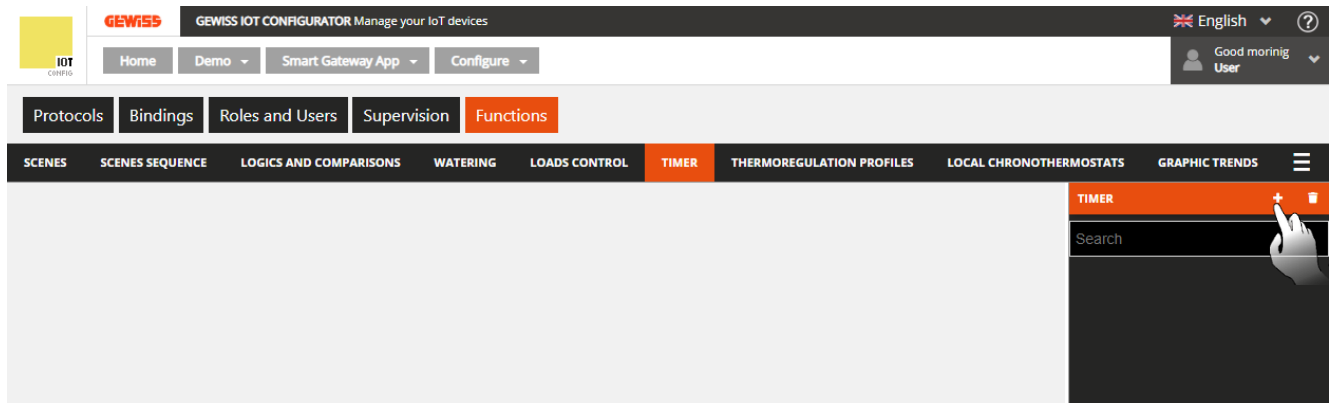 GEWISS GEWISS IOT CONFIGURATOR Manage your IoT devices English ?
IOT
CONFIG
Home Demo Smart Gateway App Configure
Good morinig
User
Protocols Bindings Roles and Users Supervision Functions
SCENES SCENES SEQUENCE LOGICS AND COMPARISONS WATERING LOADS CONTROL TIMER THERMOREGULATION PROFILES LOCAL CHRONOTHERMOSTATS GRAPHIC TRENDS
TIMER +
Search